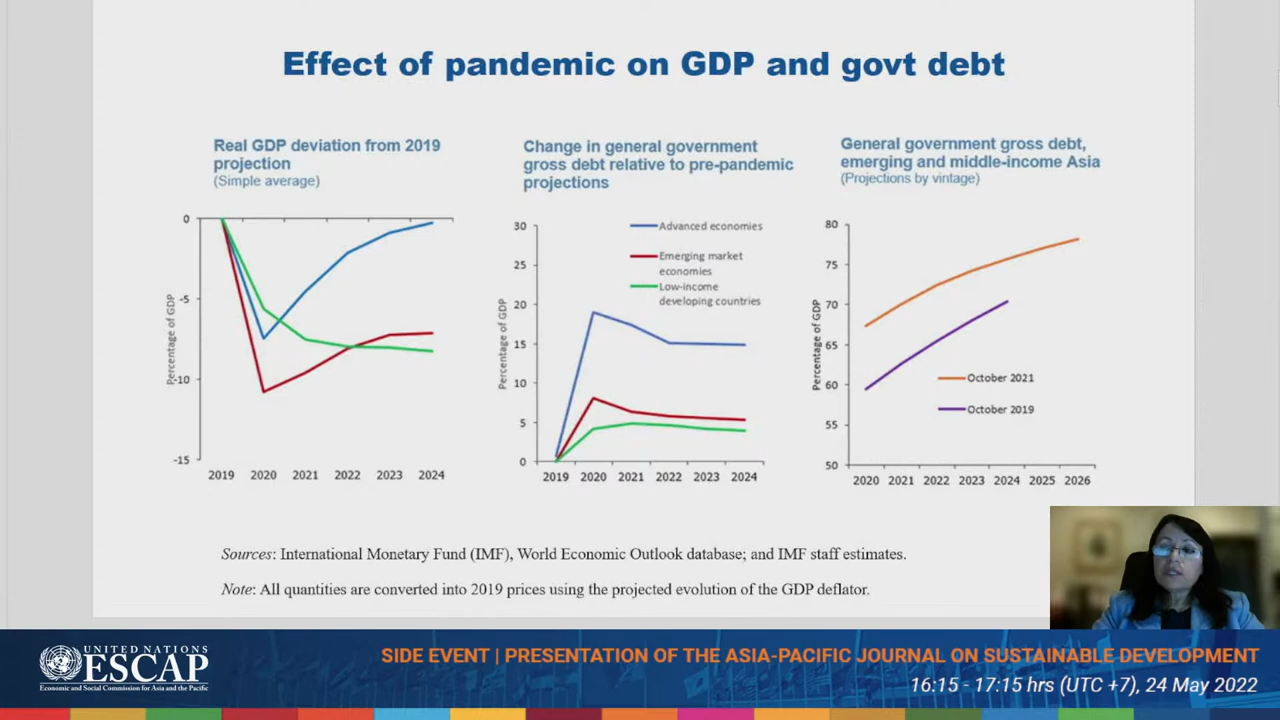 Effect of pandemic on GDP and govt debt
Real GDP deviation from 2019
projection
(Simple average)
Percentage of GDP
0
-5
-10
-15
2019 2020 2021 2022 2023 2024
Change in general government
gross debt relative to pre-pandemic
projections
Percentage of GDP
30
25
20
15
10
5
0
Advanced economies
Emerging market
economies
Low-income
developing countries
2019 2020 2021 2022 2023 2024
General government gross debt,
emerging and middle-income Asia
(Projections by vintage)
Percentage of GDP
80
75
70
65
60
55
50
October 2021
October 2019
2020 2021 2022 2023 2024 2025 2026
Sources: International Monetary Fund (IMF), World Economic Outlook database; and IMF staff estimates.
Note: All quantities are converted into 2019 prices using the projected evolution of the GDP deflator.
UNITED NATIONS
ESCAP
Economic and Social Commission for Asia and the Pacific
SIDE EVENT | PRESENTATION OF THE ASIA-PACIFIC JOURNAL ON SUSTAINABLE DEVELOPMENT
16:15 - 17:15 hrs (UTC +7), 24 May 2022